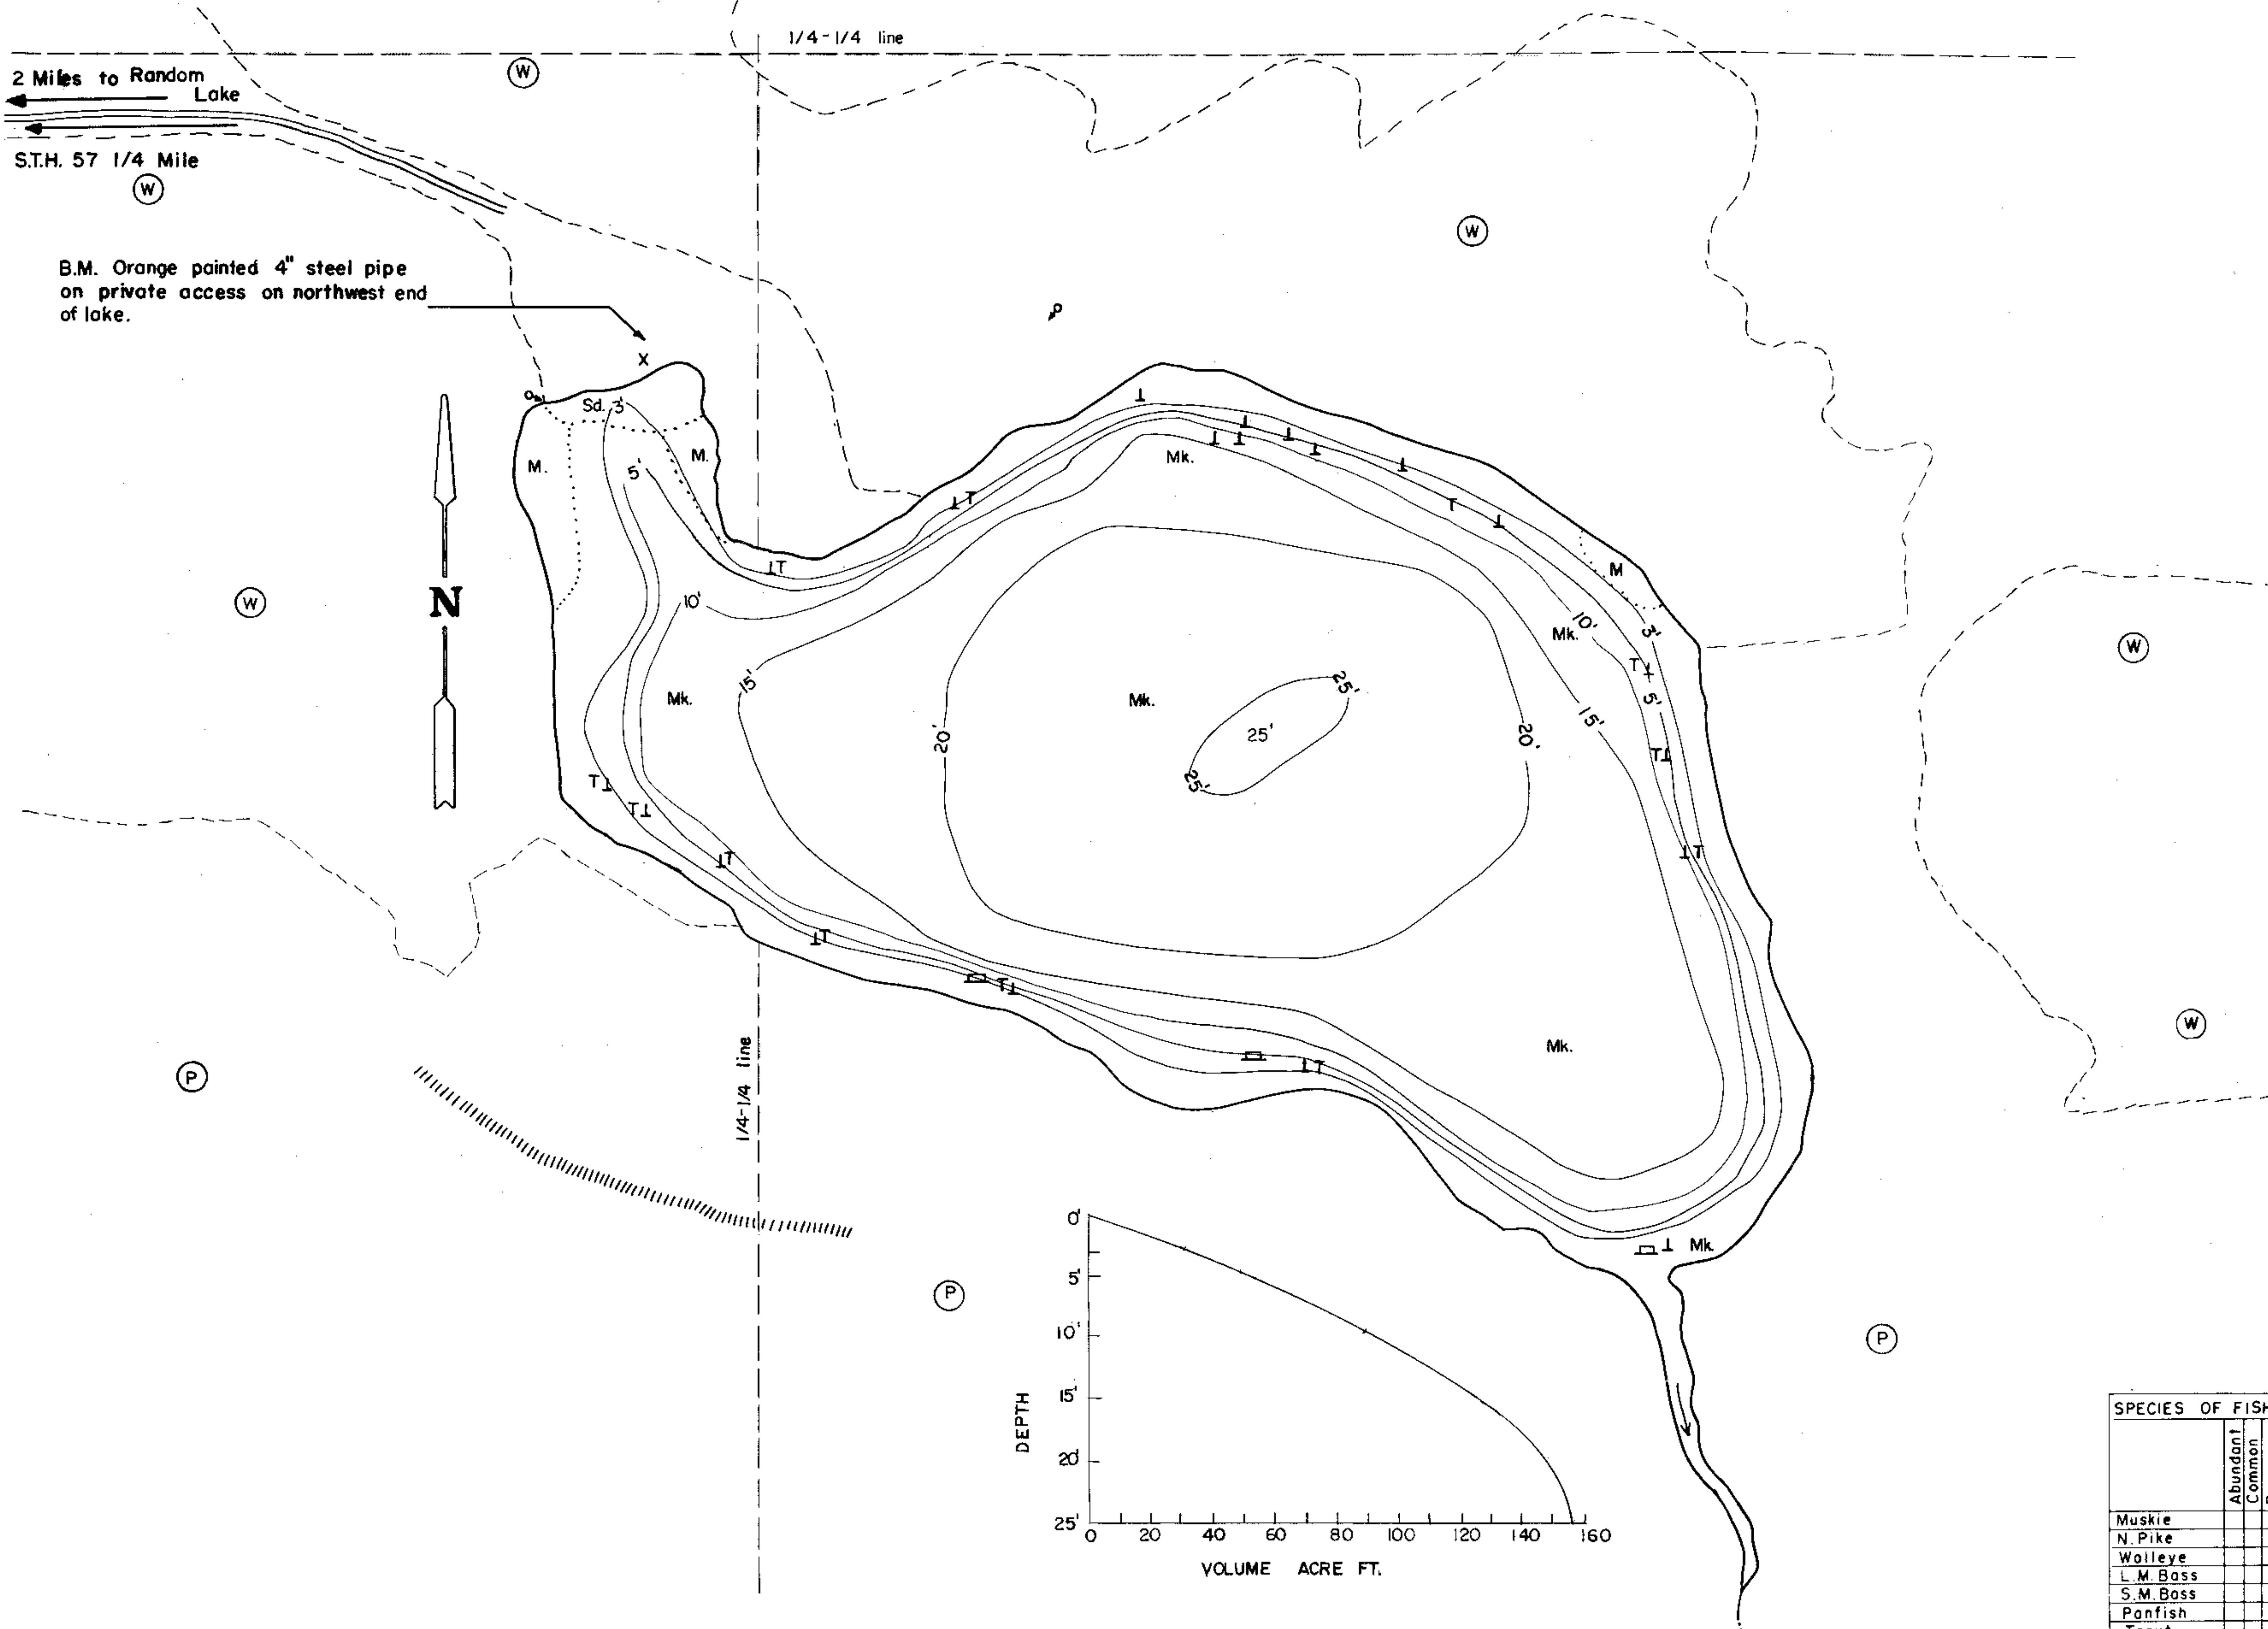 1/4-1/4 line
2 Miles to Random
Lake
W
S.T.H. 57 1/4 Mile
W
W
B.M. Orange painted 4" steel pipe
on private access on northwest end
of lake.
X
Sd. 3'
M.
M.
5'
Mk.
M
W
N
10'
10'
Mk.
3'
W
15'
Mk.
Mk.
25'
5'
15'
20'
25'
20'
25'
W
P
1/4-1/4 line
Mk.
Mk.
P
P
0'
5'
10'
15'
20'
25'
DEPTH
0 20 40 60 80 100 120 140 160
VOLUME ACRE FT.
SPECIES OF FISH
Abundant
Common
Muskie
N. Pike
Walleye
L.M. Bass
S.M. Bass
Panfish